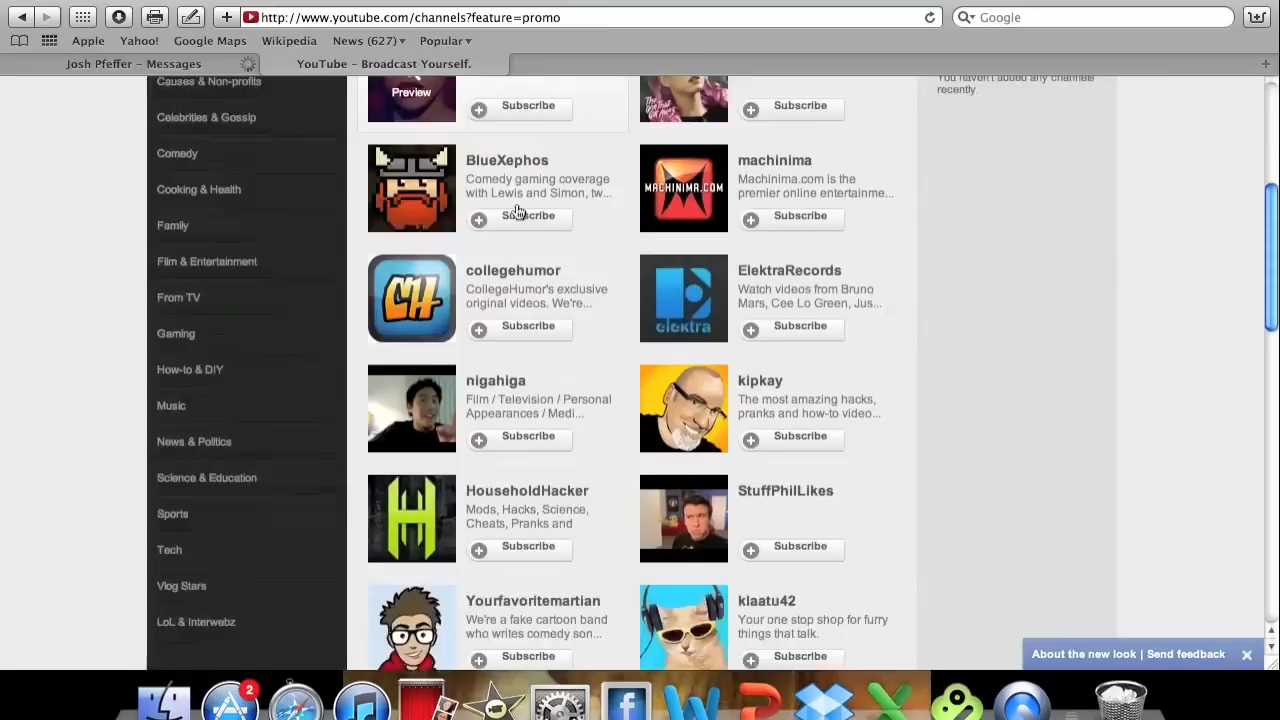 http://www.youtube.com/channels?feature=promo
Google
Apple
Yahoo!
Google Maps
Wikipedia
News (627)▾
Popular▾
Josh Pfeffer – Messages
YouTube – Broadcast Yourself.
Causes & Non-profits
Celebrities & Gossip
Comedy
Cooking & Health
Family
Film & Entertainment
From TV
Gaming
How-to & DIY
Music
News & Politics
Science & Education
Sports
Tech
Vlog Stars
LoL & Interwebz
Preview
Subscribe
Subscribe
You haven't added any channels
recently.
BlueXephos
Comedy gaming coverage
with Lewis and Simon, tw...
Subscribe
MACHINIMA.COM
machinima
Machinima.com is the
premier online entertainme...
Subscribe
CH
collegehumor
CollegeHumor's exclusive
original videos. We're...
Subscribe
elektra
ElektraRecords
Watch videos from Bruno
Mars, Cee Lo Green, Jus...
Subscribe
nigahiga
Film / Television / Personal
Appearances / Medi...
Subscribe
kipkay
The most amazing hacks,
pranks and how-to video...
Subscribe
H
HouseholdHacker
Mods, Hacks, Science,
Cheats, Pranks and
Subscribe
StuffPhilLikes
Subscribe
Yourfavoritemartian
We're a fake cartoon band
who writes comedy son...
Subscribe
klaatu42
Your one stop shop for furry
things that talk.
Subscribe
About the new look | Send feedback
2